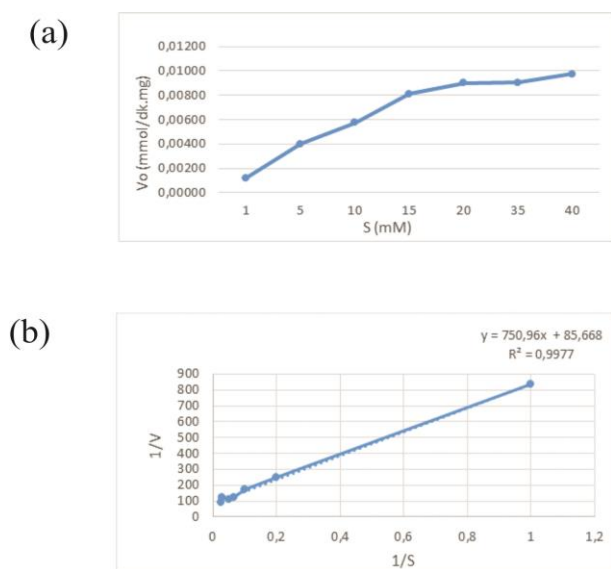 (a)
0,01200
0,01000
0,00800
0,00600
0,00400
0,00200
0,00000
Vo (mmol/dk.mg)
1 5 10 15 20 35 40
S (mM)
(b)
y = 750,96x + 85,668
R² = 0,9977
900
800
700
600
500
400
300
200
100
0
1/V
0 0,2 0,4 0,6 0,8 1 1,2
1/S